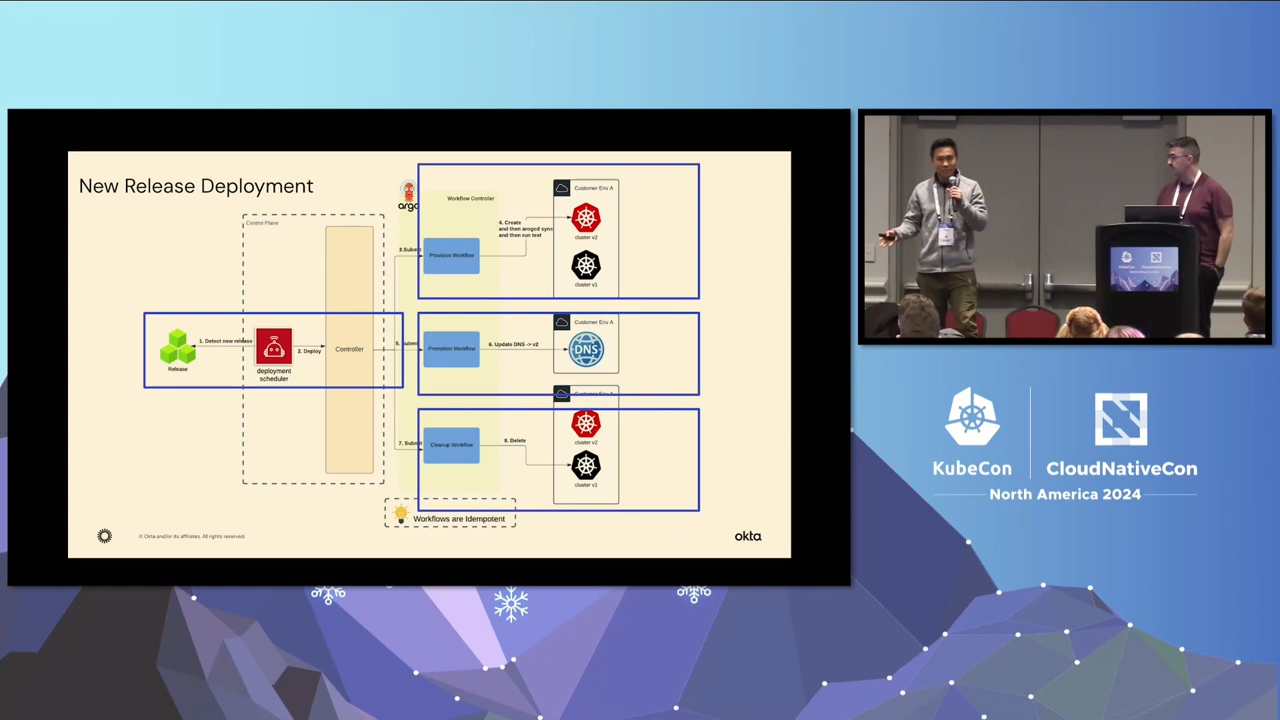 New Release Deployment
Control Plane
argo
Workflow Controller
Customer Env A
4. Create
and then arogcd sync
and then run test
cluster v2
3.Submit
Provision Workflow
cluster v1
Customer Env A
1. Detect new release
2. Deploy
Controller
5. Submit
Promotion Workflow
6. Update DNS -> v2
DNS
Release
deployment
scheduler
cluster v2
7. Submit
Cleanup Workflow
8. Delete
cluster v1
Workflows are Idempotent
© Okta and/or its affiliates. All rights reserved.
okta
KubeCon
CloudNativeCon
KubeCon
CloudNativeCon
North America 2024